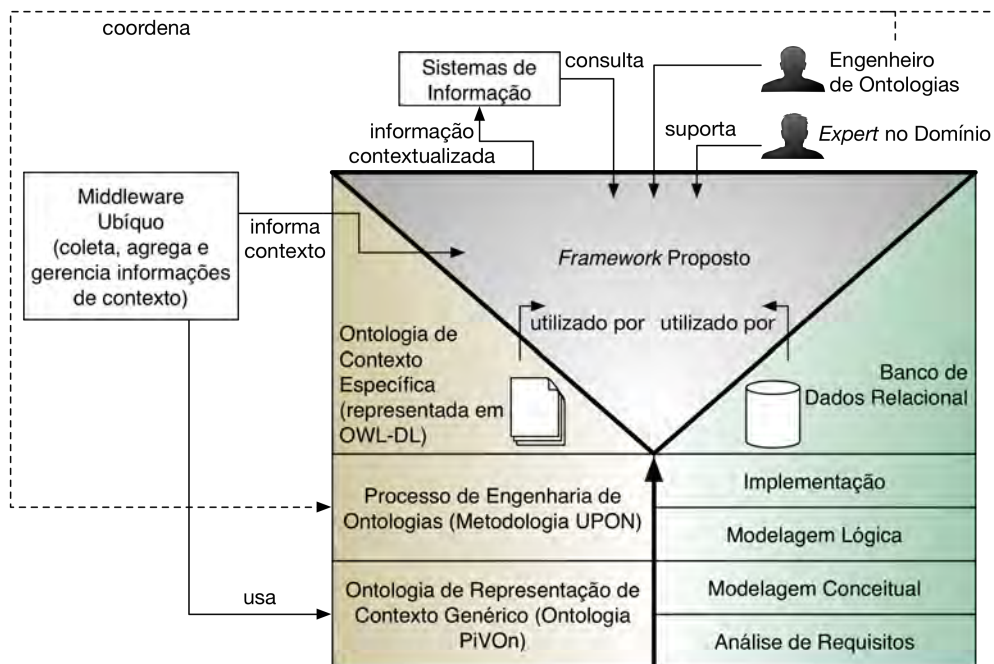 coordena
Sistemas de
Informação
consulta
Engenheiro
de Ontologias
informação
contextualizada
suporta
Expert no Domínio
Middleware
Ubíquo
(coleta, agrega e
gerencia informações
de contexto)
informa
contexto
Framework Proposto
utilizado por
utilizado por
Ontologia de
Contexto
Específica
(representada em
OWL-DL)
Banco de
Dados Relacional
Processo de Engenharia de
Ontologias (Metodologia UPON)
Implementação
Modelagem Lógica
usa
Ontologia de Representação de
Contexto Genérico (Ontologia
PiVOn)
Modelagem Conceitual
Análise de Requisitos